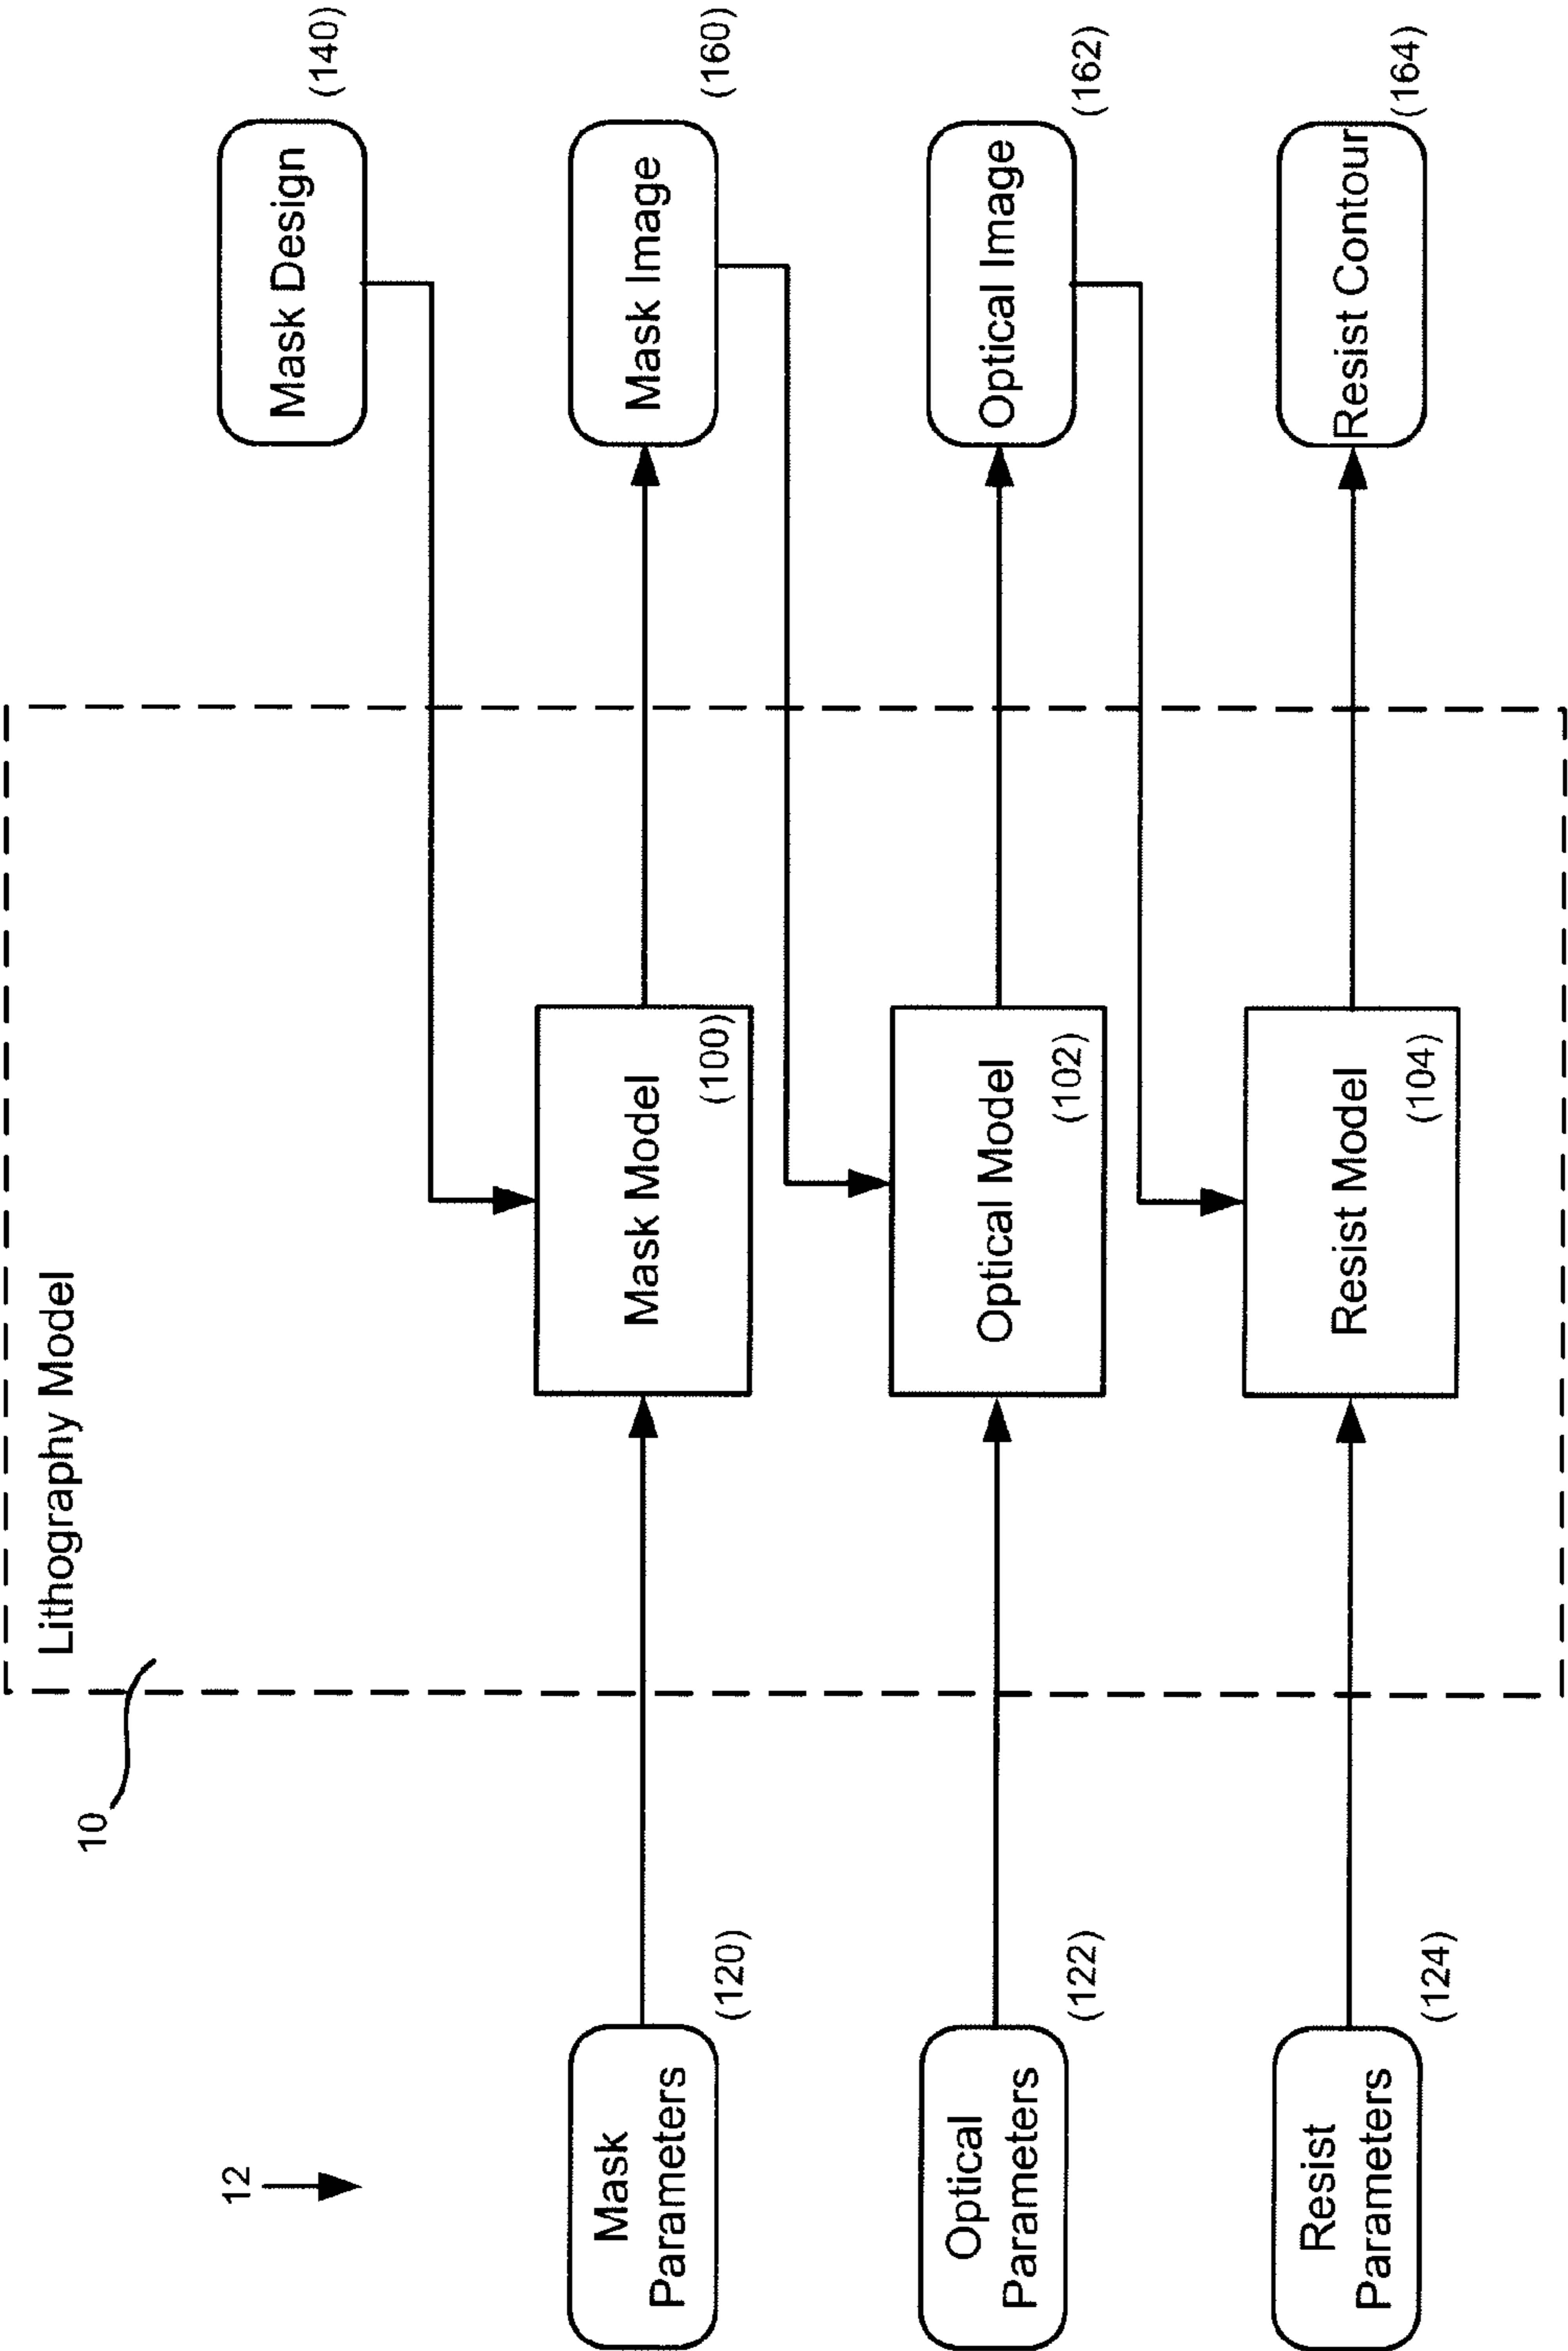 10
Lithography Model
12
Mask Design
(140)
Mask
Parameters
(120)
Mask Model
(100)
Mask Image
(160)
Optical
Parameters
(122)
Optical Model
(102)
Optical Image
(162)
Resist
Parameters
(124)
Resist Model
(104)
Resist Contour
(164)